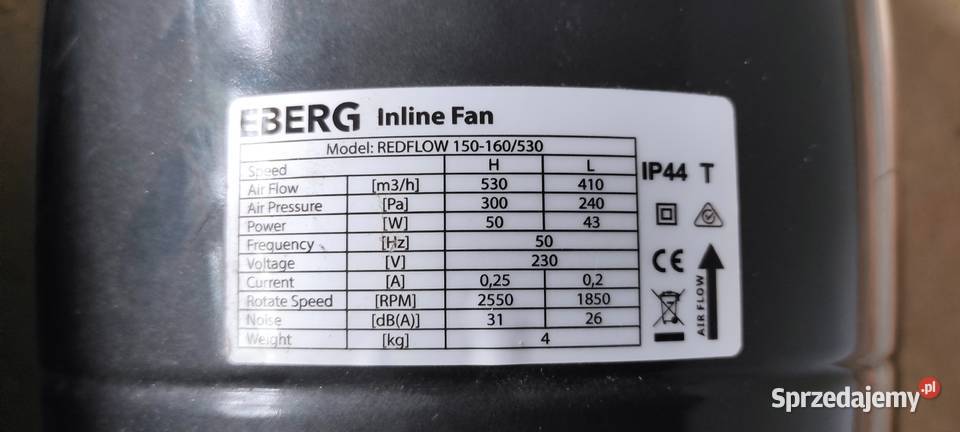 EBERG Inline Fan
Model: REDFLOW 150-160/530
Speed H L
Air Flow [m3/h] 530 410
Air Pressure [Pa] 300 240
Power [W] 50 43
Frequency [Hz] 50
Voltage [V] 230
Current [A] 0,25 0,2
Rotate Speed [RPM] 2550 1850
Noise [dB(A)] 31 26
Weight [kg] 4
IP44 T
CE
AIR FLOW
Sprzedajemy.pl